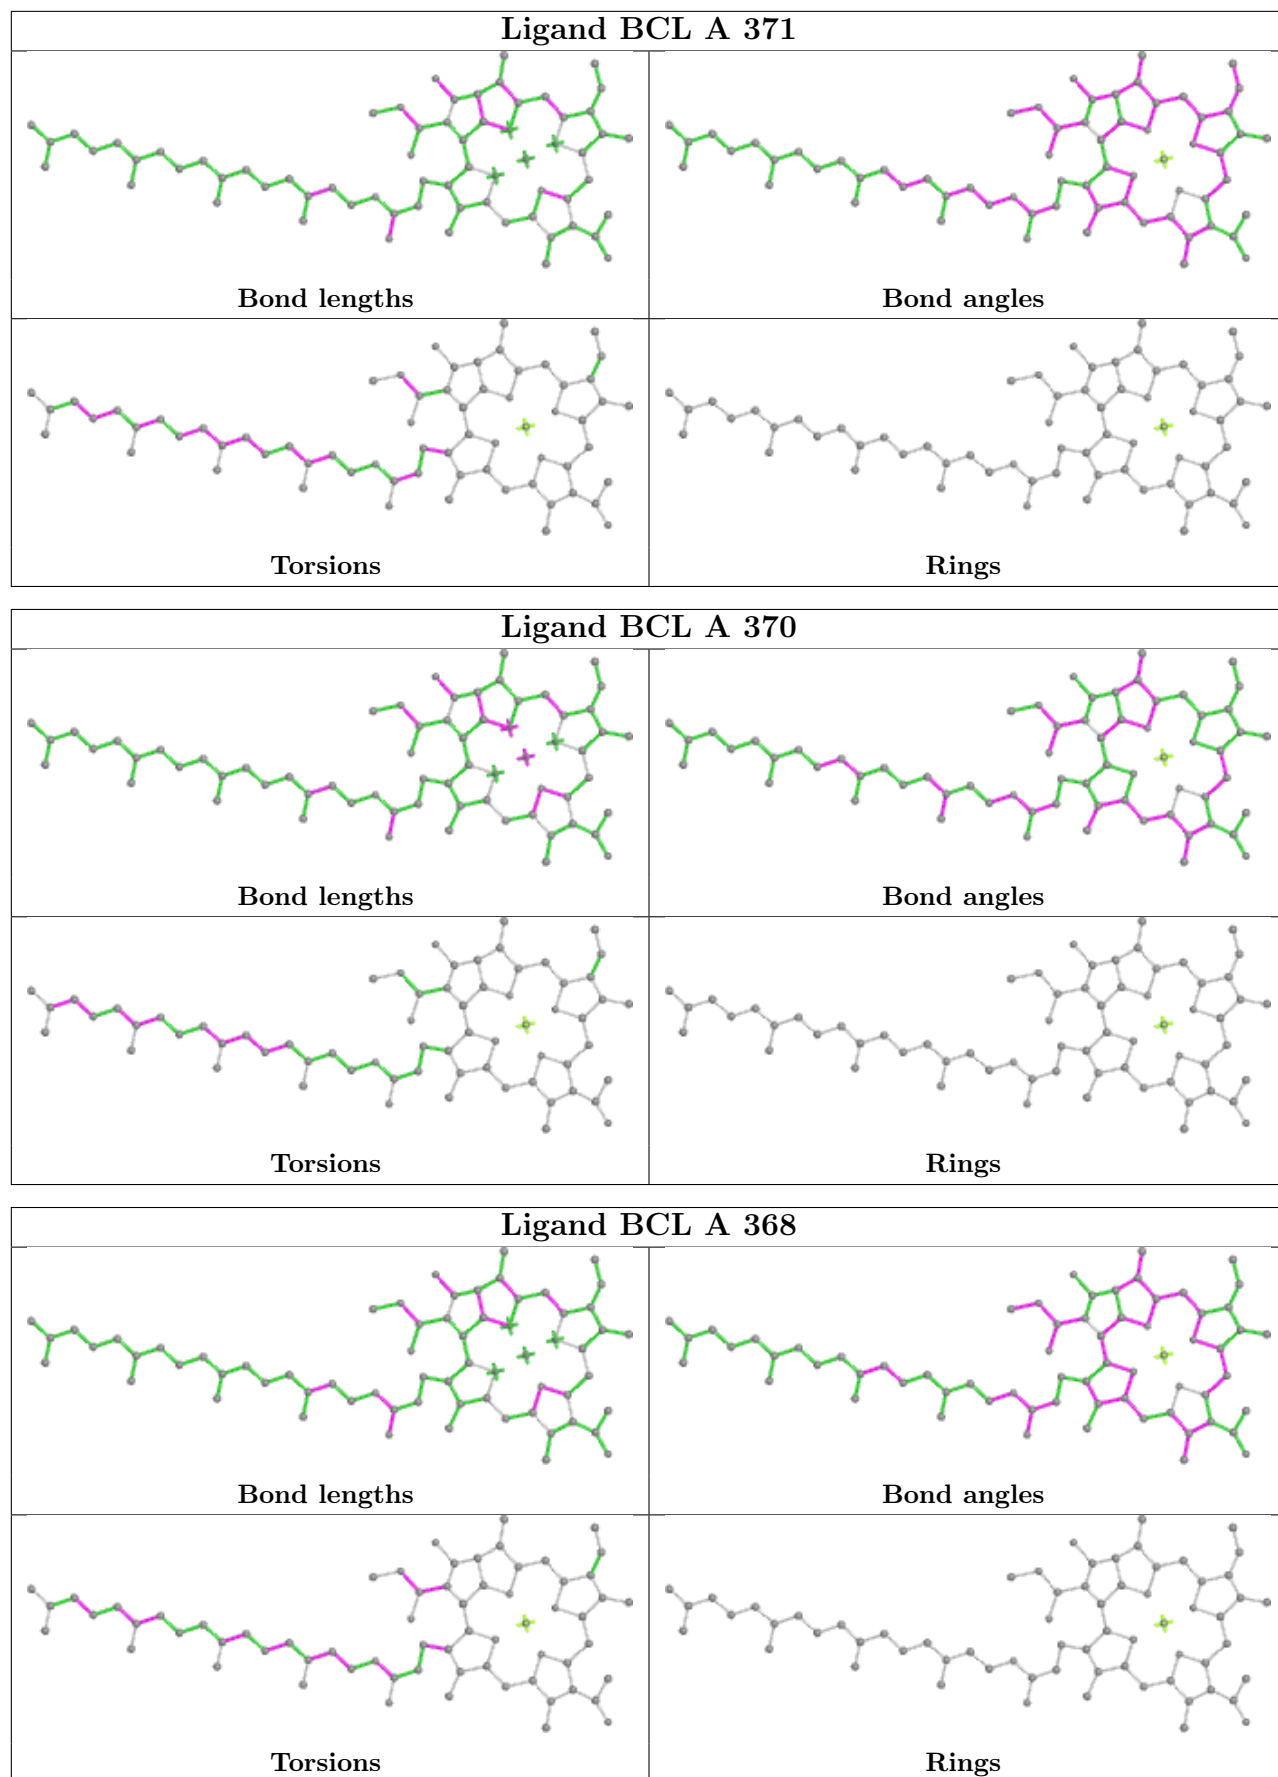 Ligand BCL A 371
Bond lengths
Bond angles
Torsions
Rings
Ligand BCL A 370
Bond lengths
Bond angles
Torsions
Rings
Ligand BCL A 368
Bond lengths
Bond angles
Torsions
Rings